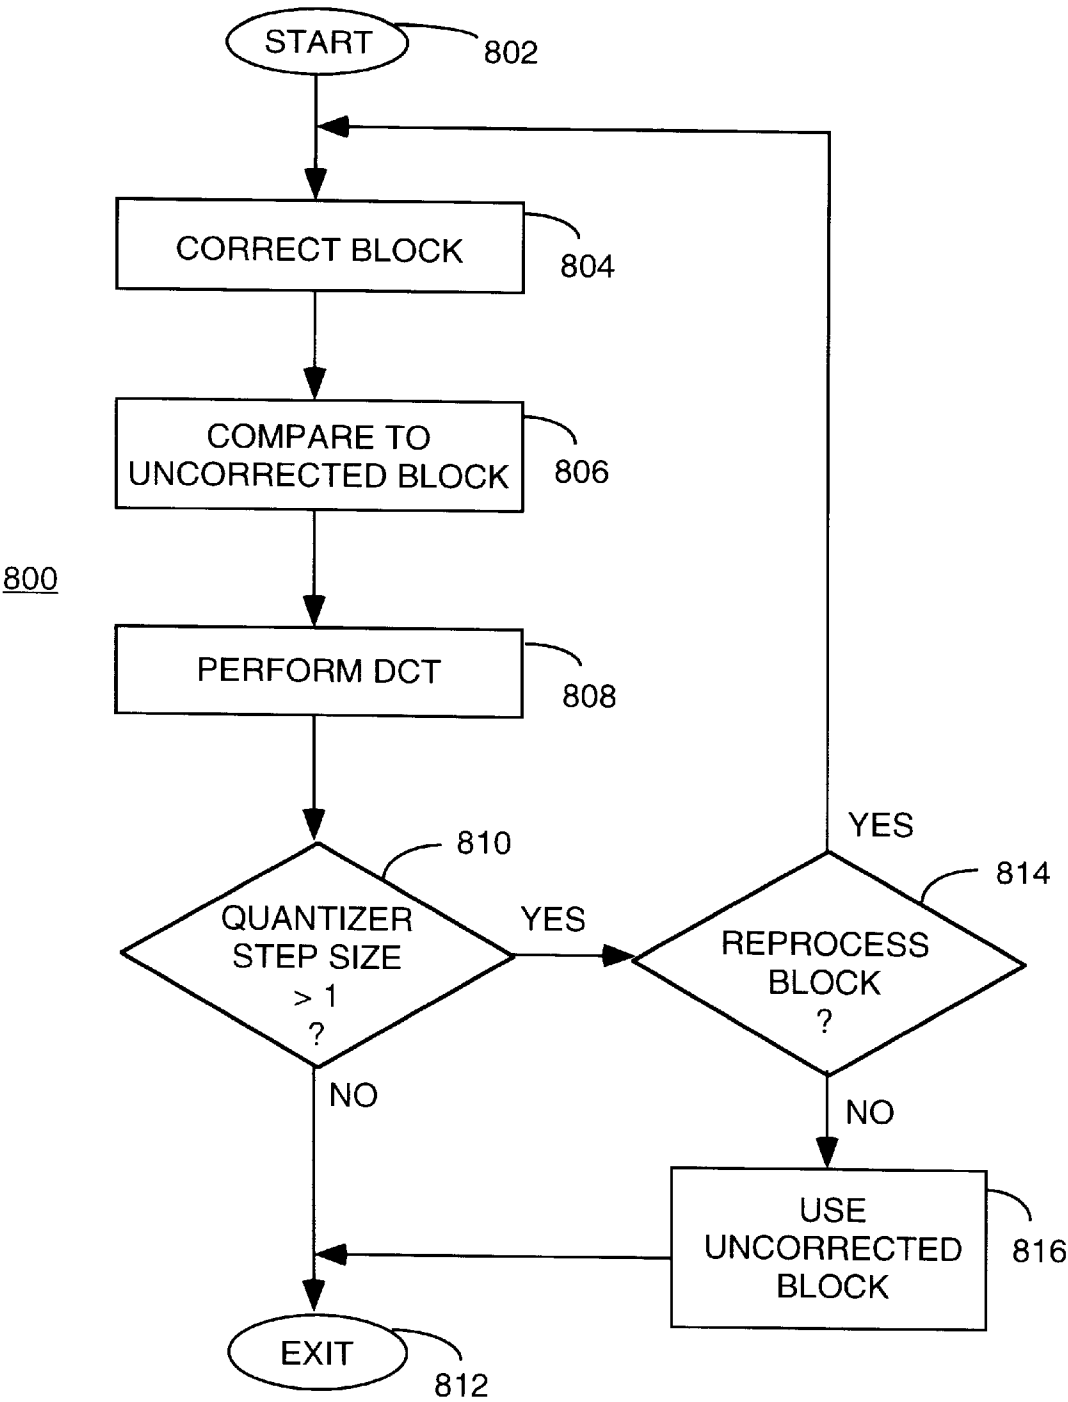 START
802
CORRECT BLOCK
804
COMPARE TO
UNCORRECTED BLOCK
806
800
PERFORM DCT
808
810
QUANTIZER
STEP SIZE
> 1
?
YES
NO
YES
814
REPROCESS
BLOCK
?
NO
USE
UNCORRECTED
BLOCK
816
EXIT
812